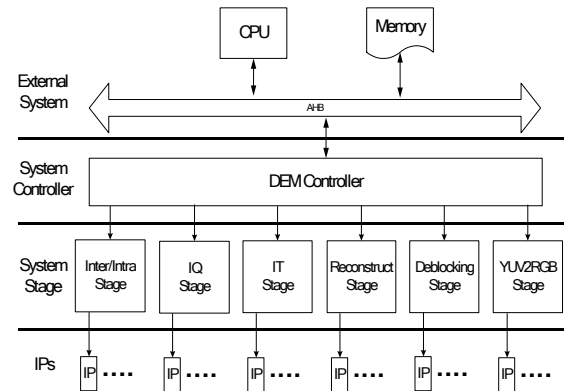 CPU
Memory
External
System
AHB
System
Controller
DEM Controller
System
Stage
Inter/Intra
Stage
IQ
Stage
IT
Stage
Reconstruct
Stage
Deblocking
Stage
YUV2RGB
Stage
IPs
IP ....
IP ....
IP ....
IP ....
IP ....
IP ....